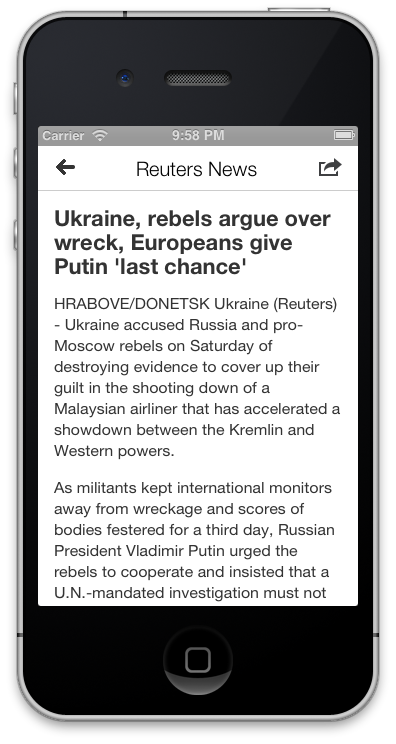 Carrier 9:58 PM
Reuters News
Ukraine, rebels argue over
wreck, Europeans give
Putin 'last chance'
HRABOVE/DONETSK Ukraine (Reuters)
- Ukraine accused Russia and pro-
Moscow rebels on Saturday of
destroying evidence to cover up their
guilt in the shooting down of a
Malaysian airliner that has accelerated a
showdown between the Kremlin and
Western powers.
As militants kept international monitors
away from wreckage and scores of
bodies festered for a third day, Russian
President Vladimir Putin urged the
rebels to cooperate and insisted that a
U.N.-mandated investigation must not